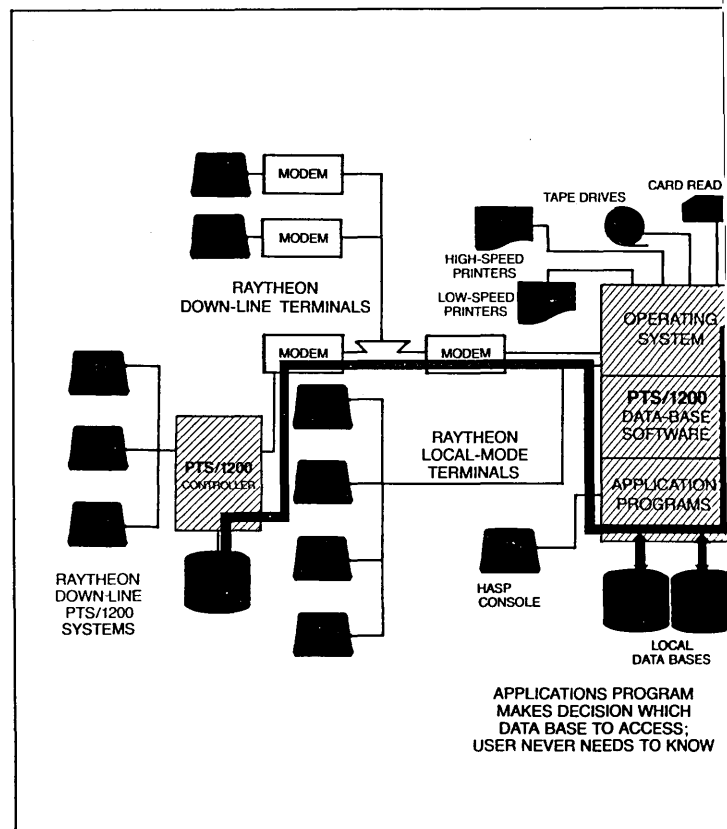 MODEM
MODEM
RAYTHEON
DOWN-LINE TERMINALS
TAPE DRIVES
CARD READ
HIGH-SPEED
PRINTERS
LOW-SPEED
PRINTERS
OPERATING
SYSTEM
MODEM
MODEM
PTS/1200
DATA-BASE
SOFTWARE
RAYTHEON
LOCAL-MODE
TERMINALS
PTS/1200
CONTROLLER
APPLICATION
PROGRAMS
RAYTHEON
DOWN-LINE
PTS/1200
SYSTEMS
HASP
CONSOLE
LOCAL
DATA BASES
APPLICATIONS PROGRAM
MAKES DECISION WHICH
DATA BASE TO ACCESS;
USER NEVER NEEDS TO KNOW